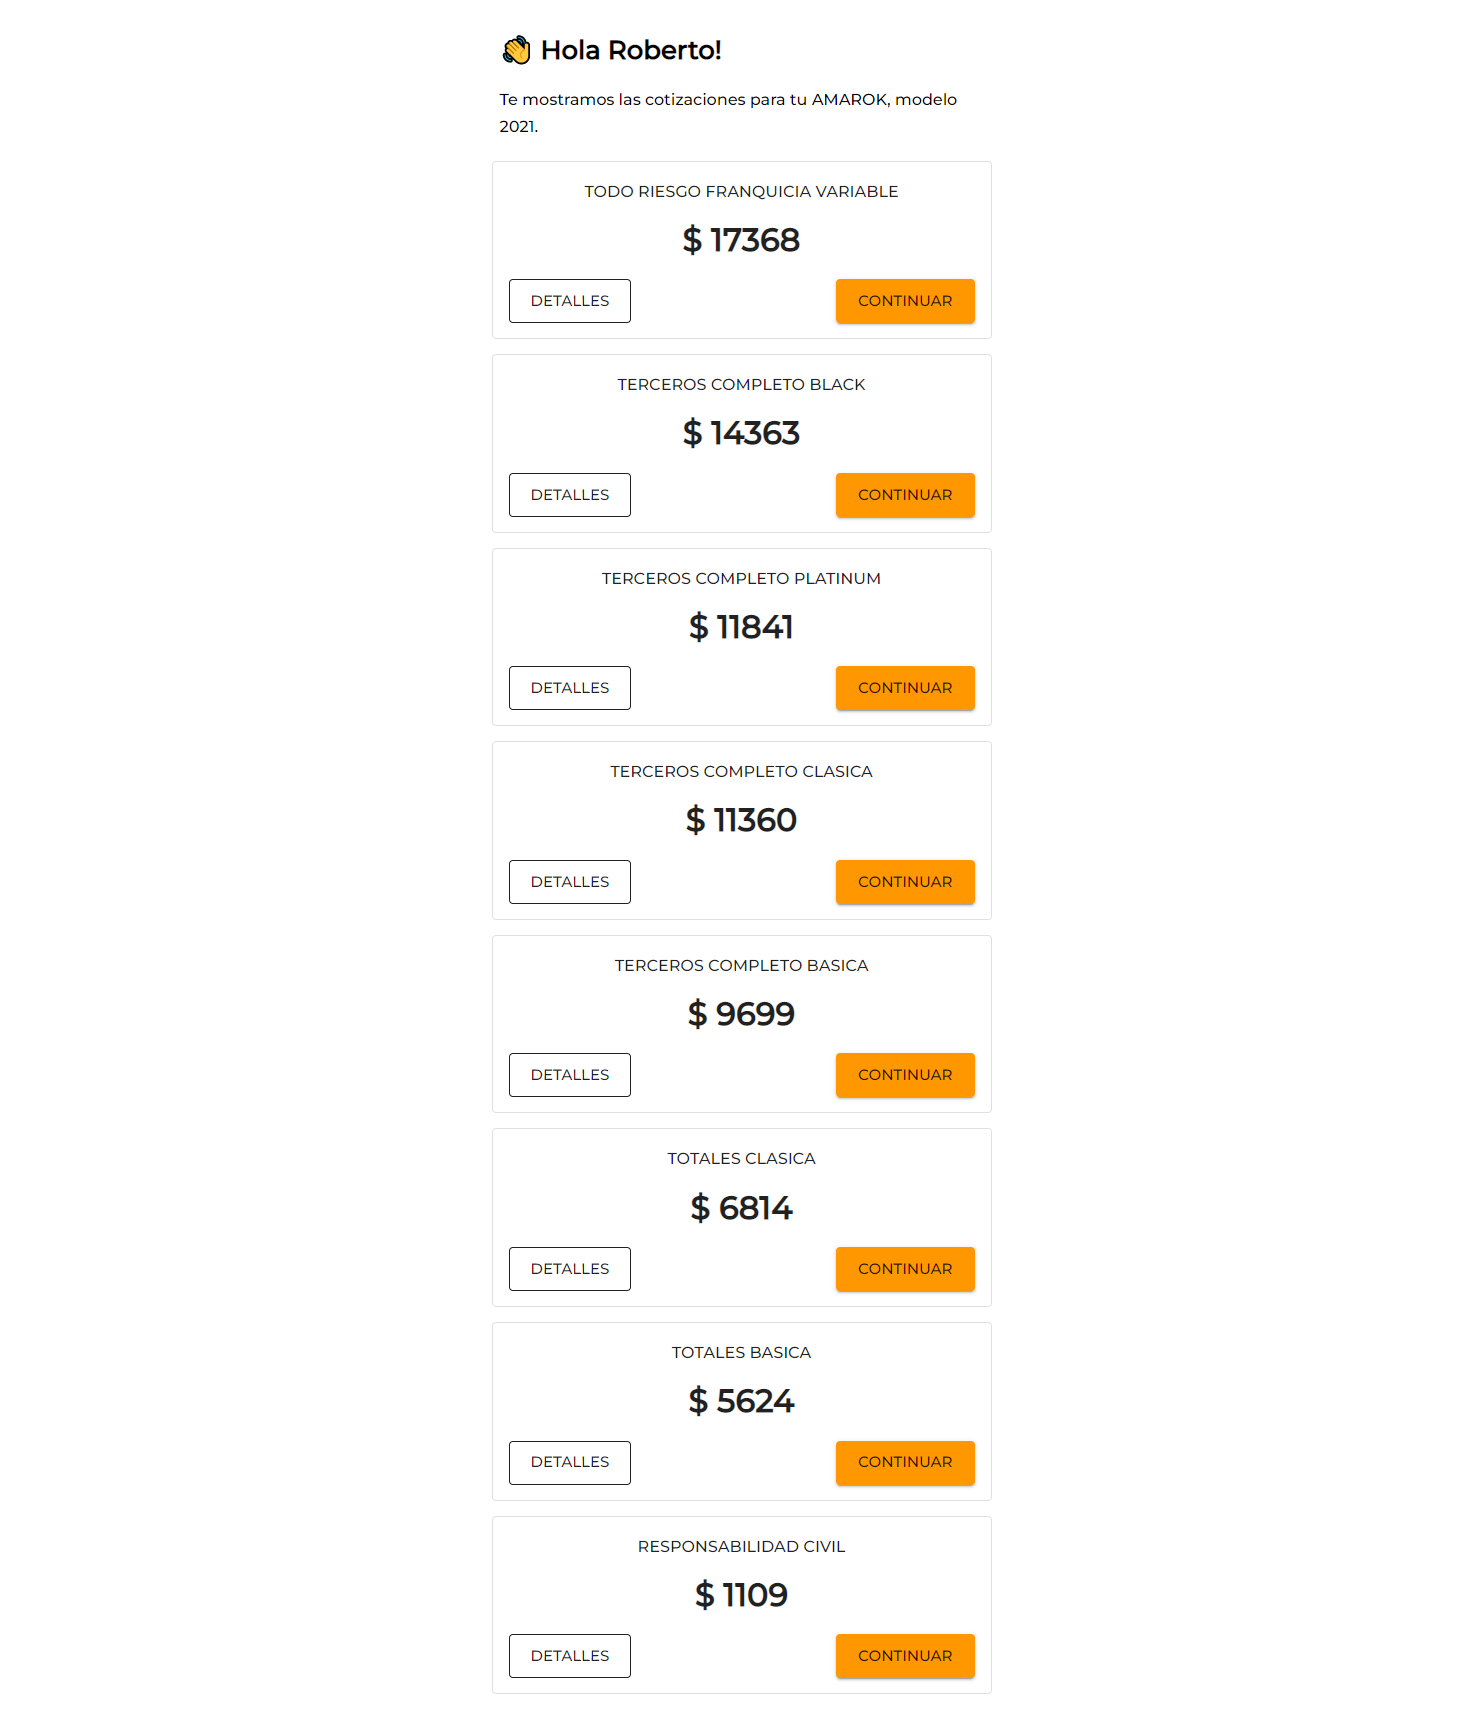 Hola Roberto!
Te mostramos las cotizaciones para tu AMAROK, modelo
2021.
TODO RIESGO FRANQUICIA VARIABLE
$ 17368
DETALLES
CONTINUAR
TERCEROS COMPLETO BLACK
$ 14363
DETALLES
CONTINUAR
TERCEROS COMPLETO PLATINUM
$ 11841
DETALLES
CONTINUAR
TERCEROS COMPLETO CLASICA
$ 11360
DETALLES
CONTINUAR
TERCEROS COMPLETO BASICA
$ 9699
DETALLES
CONTINUAR
TOTALES CLASICA
$ 6814
DETALLES
CONTINUAR
TOTALES BASICA
$ 5624
DETALLES
CONTINUAR
RESPONSABILIDAD CIVIL
$ 1109
DETALLES
CONTINUAR